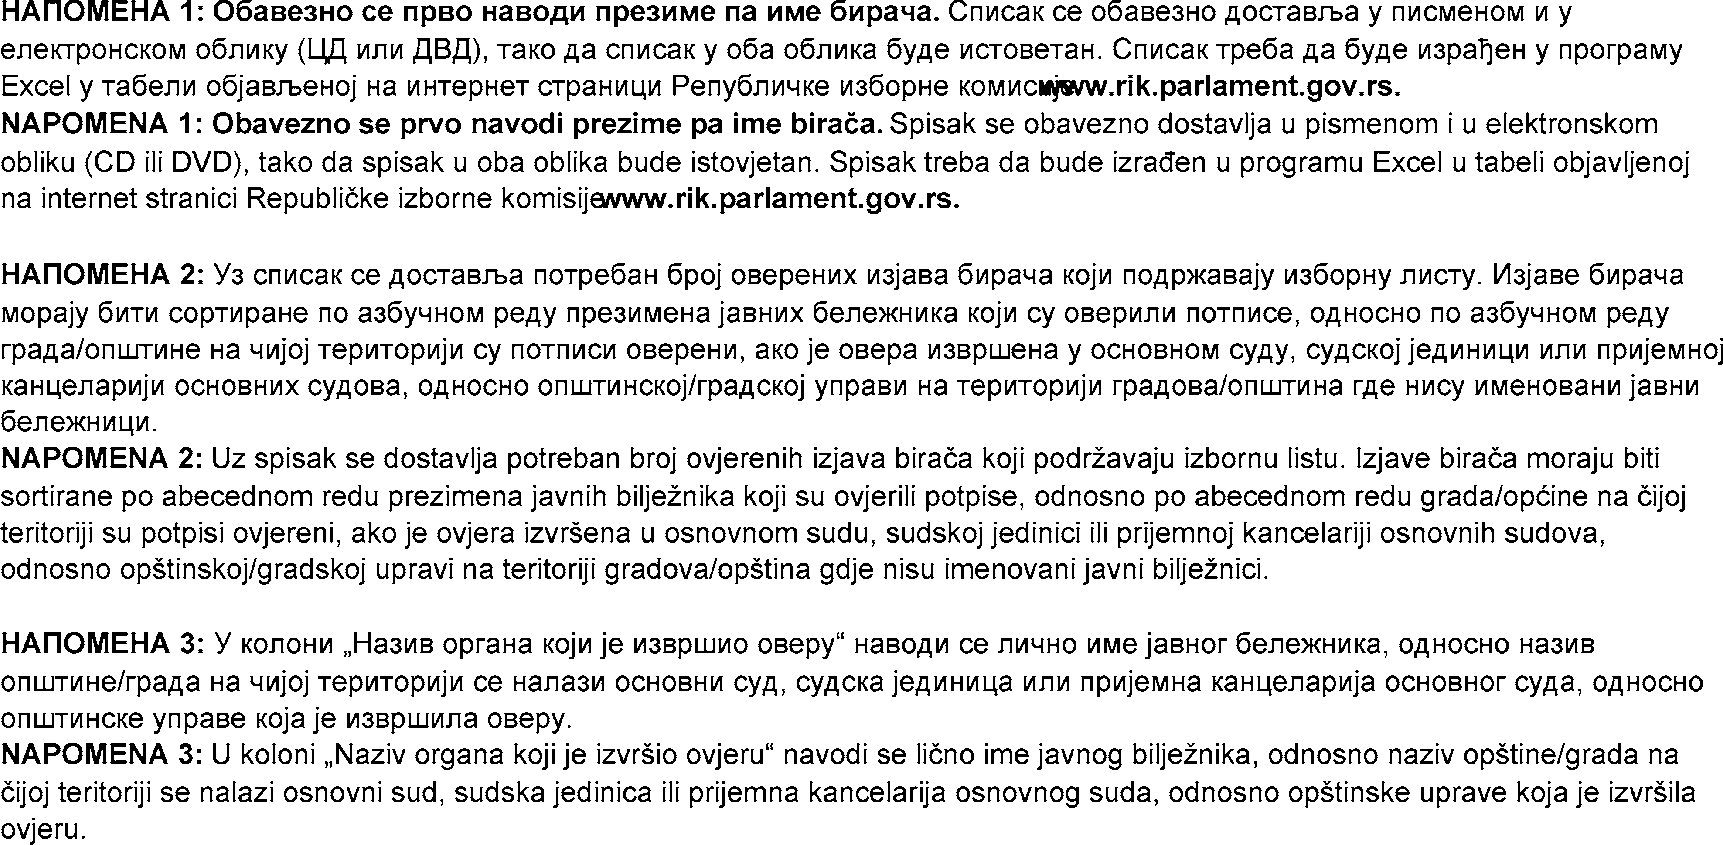 НАПОМЕНА 1: Обавезно се прво наводи презиме па име бирача. Списак се обавезно доставља у писменом и у
електронском облику (ЦД или ДВД), тако да списак у оба облика буде истоветан. Списак треба да буде израђен у програму
Excel у табели објављеној на интернет страници Републичке изборне комисије www.rik.parlament.gov.rs.
NAPOMENA 1: Obavezno se prvo navodi prezime pa ime birača. Spisak se obavezno dostavlja u pismenom i u elektronskom
obliku (CD ili DVD), tako da spisak u oba oblika bude istovjetan. Spisak treba da bude izrađen u programu Excel u tabeli objavljenoj
na internet stranici Republičke izborne komisije www.rik.parlament.gov.rs.
НАПОМЕНА 2: Уз списак се доставља потребан број оверених изјава бирача који подржавају изборну листу. Изјаве бирача
морају бити сортиране по азбучном реду презимена јавних бележника који су оверили потписе, односно по азбучном реду
града/општине на чијој територији су потписи оверени, ако је овера извршена у основном суду, судској јединици или пријемној
канцеларији основних судова, односно општинској/градској управи на територији градова/општина где нису именовани јавни
бележници.
NAPOMENA 2: Uz spisak se dostavlja potreban broj ovjerenih izjava birača koji podržavaju izbornu listu. Izjave birača moraju biti
sortirane po abecednom redu prezimena javnih bilježnika koji su ovjerili potpise, odnosno po abecednom redu grada/općine na čijoj
teritoriji su potpisi ovjereni, ako je ovjera izvršena u osnovnom sudu, sudskoj jedinici ili prijemnoj kancelariji osnovnih sudova,
odnosno opštinskoj/gradskoj upravi na teritoriji gradova/opština gdje nisu imenovani javni bilježnici.
НАПОМЕНА 3: У колони „Назив органа који је извршио оверу“ наводи се лично име јавног бележника, односно назив
општине/града на чијој територији се налази основни суд, судска јединица или пријемна канцеларија основног суда, односно
општинске управе која је извршила оверу.
NAPOMENA 3: U koloni „Naziv organa koji je izvršio ovjeru“ navodi se lično ime javnog bilježnika, odnosno naziv opštine/grada na
čijoj teritoriji se nalazi osnovni sud, sudska jedinica ili prijemna kancelarija osnovnog suda, odnosno opštinske uprave koja je izvršila
ovjeru.